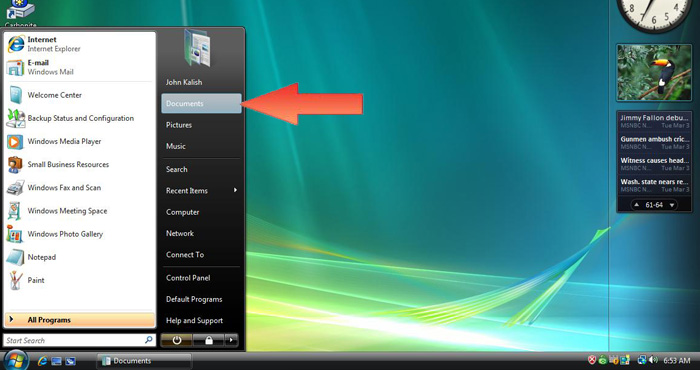 Carbonite
Internet
Internet Explorer
E-mail
Windows Mail
Welcome Center
Backup Status and Configuration
Windows Media Player
Small Business Resources
Windows Fax and Scan
Windows Meeting Space
Windows Photo Gallery
Notepad
Paint
All Programs
Start Search
John Kalish
Documents
Pictures
Music
Search
Recent Items
Computer
Network
Connect To
Control Panel
Default Programs
Help and Support
Jimmy Fallon debu...
MSNBC N... Tue Mar 3
Gunmen ambush cric...
MSNBC N... Tue Mar 3
Witness causes head...
MSNBC N... Tue Mar 3
Wash. state nears re...
MSNBC N... Tue Mar 3
61-64
Documents
6:53 AM